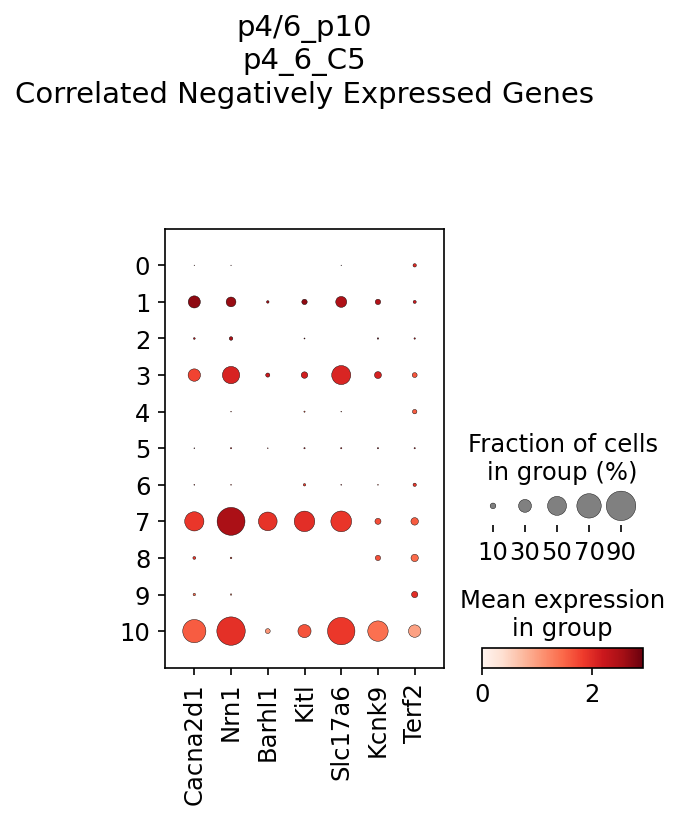 p4/6_p10
p4_6_C5
Correlated Negatively Expressed Genes
0
1
2
3
4
5
6
7
8
9
10
Cacna2d1
Nrn1
Barhl1
Kitl
Slc17a6
Kcnk9
Terf2
Fraction of cells
in group (%)
10 30 50 70 90
Mean expression
in group
0 2